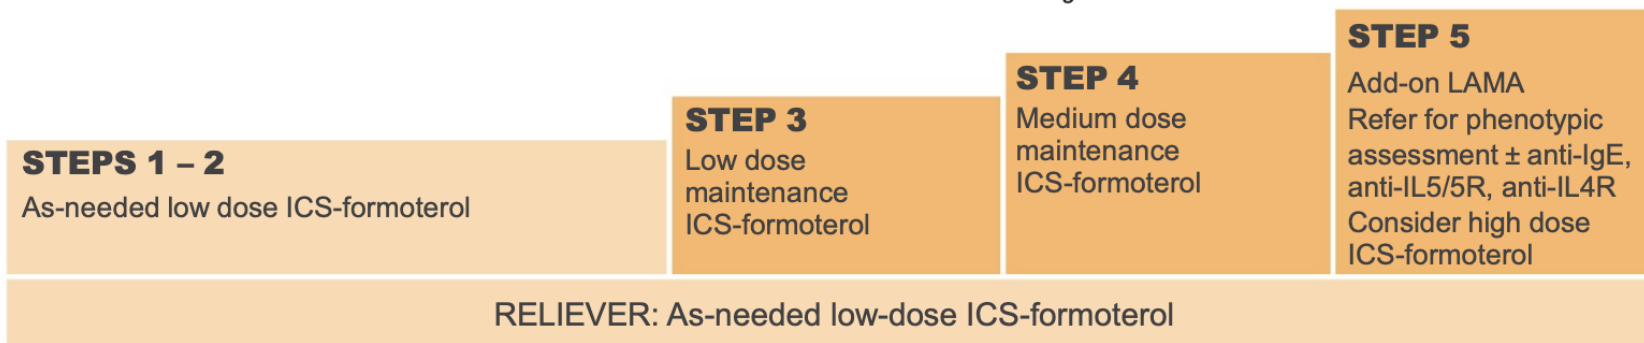 STEPS 1 – 2
As-needed low dose ICS-formoterol
STEP 3
Low dose
maintenance
ICS-formoterol
STEP 4
Medium dose
maintenance
ICS-formoterol
STEP 5
Add-on LAMA
Refer for phenotypic
assessment ± anti-IgE,
anti-IL5/5R, anti-IL4R
Consider high dose
ICS-formoterol
RELIEVER: As-needed low-dose ICS-formoterol